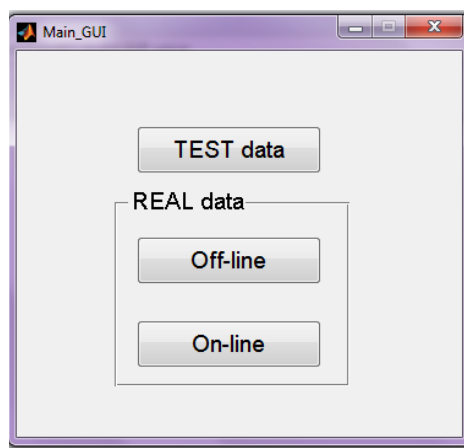 Main_GUI
TEST data
REAL data
Off-line
On-line